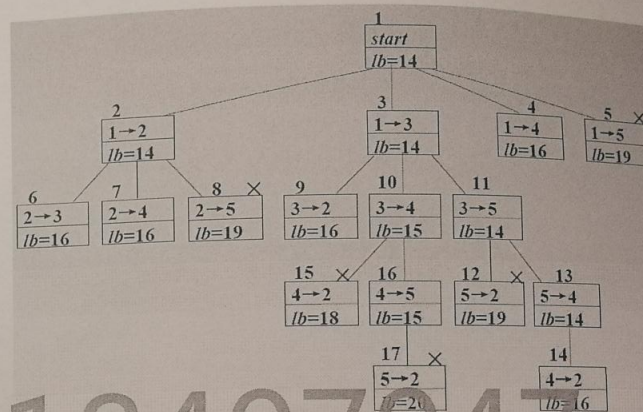 1
start
lb=14
2
1→2
lb=14
3
1→3
lb=14
4
1→4
lb=16
5 ×
1→5
lb=19
6
2→3
lb=16
7
2→4
lb=16
8 ×
2→5
lb=19
9
3→2
lb=16
10
3→4
lb=15
11
3→5
lb=14
15 ×
4→2
lb=18
16
4→5
lb=15
12 ×
5→2
lb=19
13
5→4
lb=14
17 ×
5→2
lb=20
14
4→2
lb=16